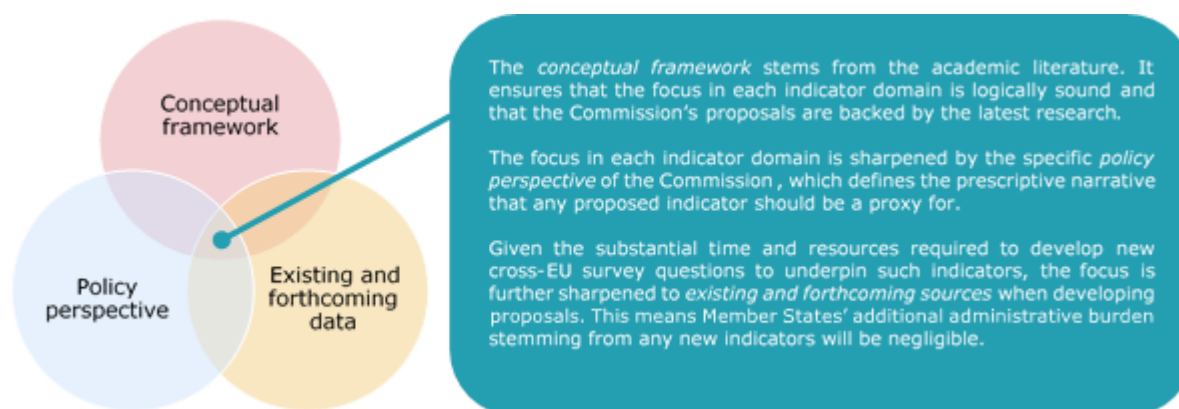 Conceptual
framework
Policy
perspective
Existing and
forthcoming
data
The conceptual framework stems from the academic literature. It
ensures that the focus in each indicator domain is logically sound and
that the Commission's proposals are backed by the latest research.
The focus in each indicator domain is sharpened by the specific policy
perspective of the Commission , which defines the prescriptive narrative
that any proposed indicator should be a proxy for.
Given the substantial time and resources required to develop new
cross-EU survey questions to underpin such indicators, the focus is
further sharpened to existing and forthcoming sources when developing
proposals. This means Member States' additional administrative burden
stemming from any new indicators will be negligible.